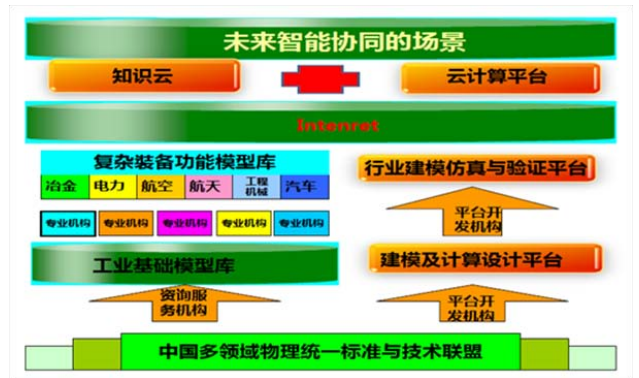 未来智能协同的场景
知识云
云计算平台
Intenret
复杂装备功能模型库
冶金 电力 航空 航天 工程机械 汽车
专业机构 专业机构 专业机构 专业机构 专业机构
行业建模仿真与验证平台
平台开
发机构
工业基础模型库
建模及计算设计平台
资询服
务机构
平台开
发机构
中国多领域物理统一标准与技术联盟